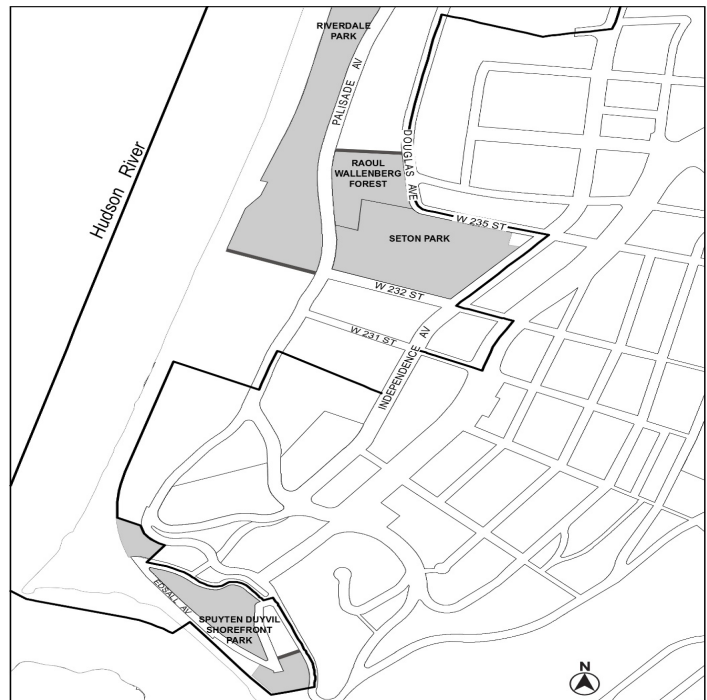 RIVERDALE
PARK
PALISADE AV
DOUGLAS AVE
Hudson River
RAOUL
WALLENBERG
FOREST
W 235 ST
SETON PARK
W 232 ST
W 231 ST
INDEPENDENCE AV
EDSALL AV
SPUYTEN DUYVIL
SHOREFRONT
PARK
N